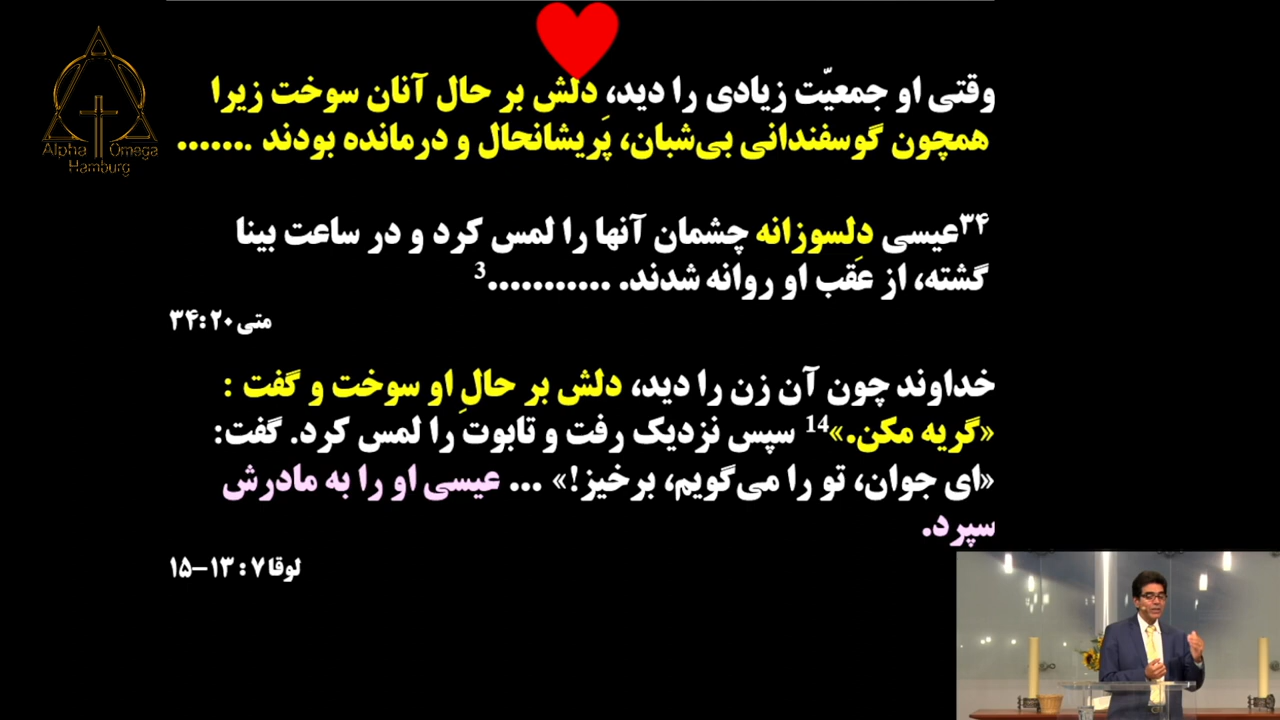 Alpha Omega
Hamburg
وقتی او جمعیّت زیادی را دید، دلش بر حال آنان سوخت زیرا
همچون گوسفندانی بی‌شبان، پَریشانحال و درمانده بودند .......
۳۴عیسی دِلسوزانه چشمان آنها را لمس کرد و در ساعت بینا
گشته، از عَقب او روانه شدند. ...........3
متی ۲۰:۳۴
خداوند چون آن زن را دید، دلش بر حالِ او سوخت و گفت :
«گریه مکن.»14 سپس نزدیک رفت و تابوت را لمس کرد. گفت:
«ای جوان، تو را می‌گویم، برخیز!» ... عیسی او را به مادرش
سپرد.
لوقا ۷ : ۱۳–۱۵